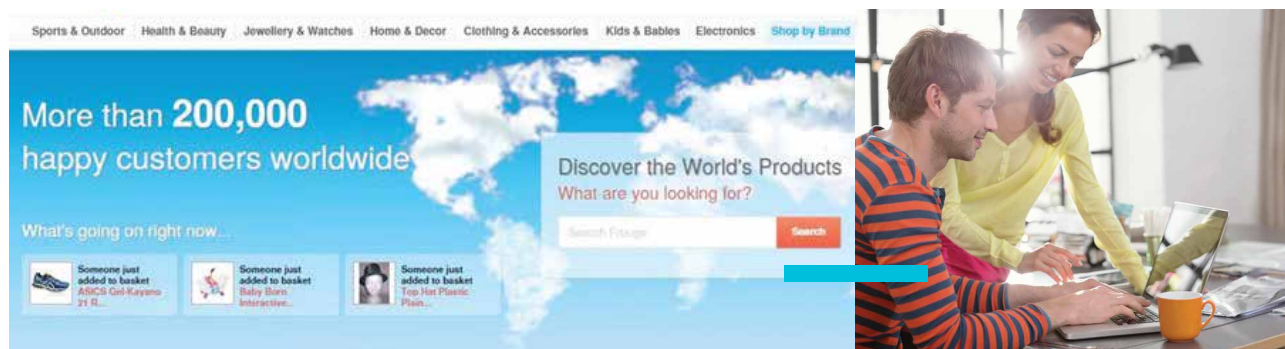 Sports & Outdoor Health & Beauty Jewellery & Watches Home & Decor Clothing & Accessories Kids & Babies Electronics Shop by Brand
More than 200,000
happy customers worldwide
Discover the World's Products
What are you looking for?
Search Fruugo
Search
What's going on right now...
Someone just
added to basket
ASICS Gel-Kayano
21 R...
Someone just
added to basket
Baby Born
Interactive...
Someone just
added to basket
Top Hat Plastic
Plain...